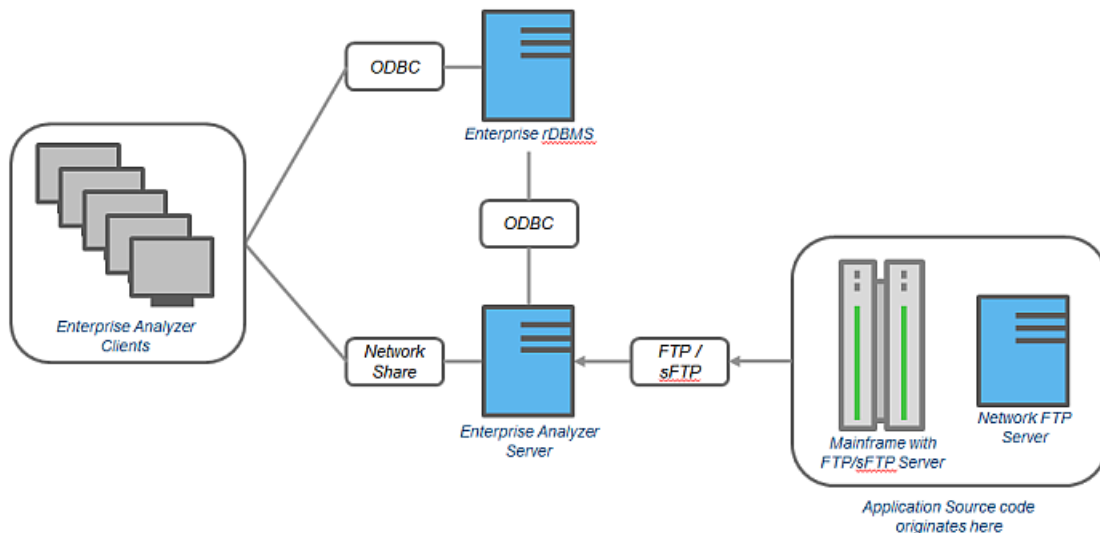 ODBC
Enterprise rDBMS
Enterprise Analyzer
Clients
ODBC
Network
Share
Enterprise Analyzer
Server
FTP /
sFTP
Mainframe with
FTP/sFTP Server
Network FTP
Server
Application Source code
originates here